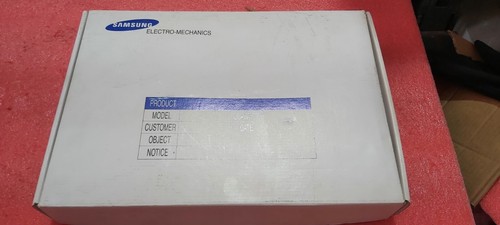 SAMSUNG
ELECTRO-MECHANICS
PRODUCT
MODEL
CUSTOMER
OBJECT
NOTICE